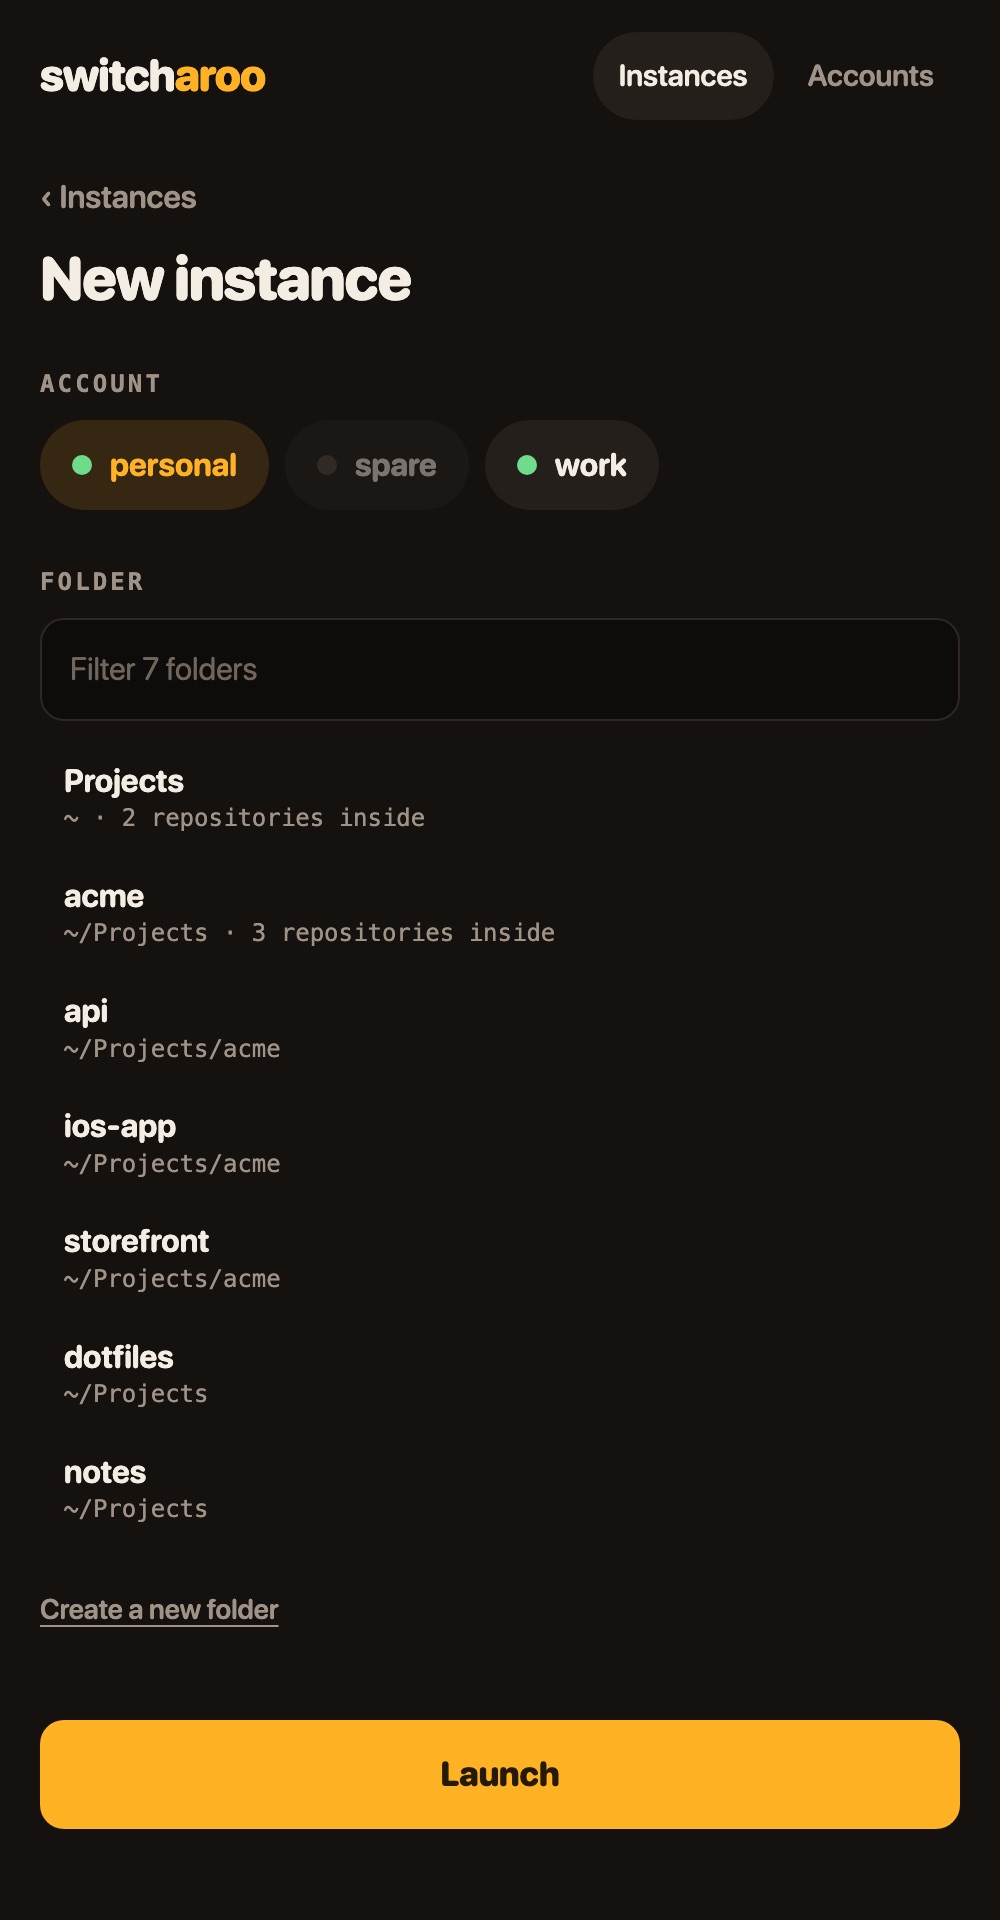 switcharoo
Instances
Accounts
‹ Instances
New instance
ACCOUNT
personal
spare
work
FOLDER
Filter 7 folders
Projects
~ · 2 repositories inside
acme
~/Projects · 3 repositories inside
api
~/Projects/acme
ios-app
~/Projects/acme
storefront
~/Projects/acme
dotfiles
~/Projects
notes
~/Projects
Create a new folder
Launch